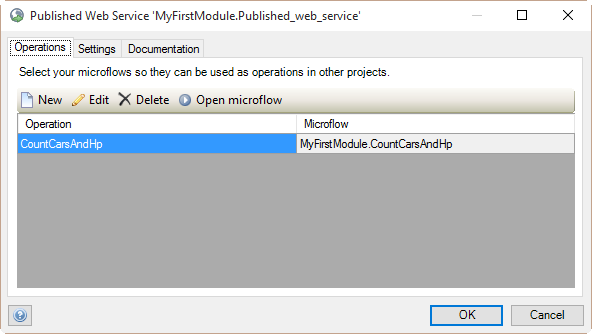 Published Web Service 'MyFirstModule.Published_web_service'
Operations Settings Documentation
Select your microflows so they can be used as operations in other projects.
New Edit Delete Open microflow
Operation Microflow
CountCarsAndHp MyFirstModule.CountCarsAndHp
? OK Cancel